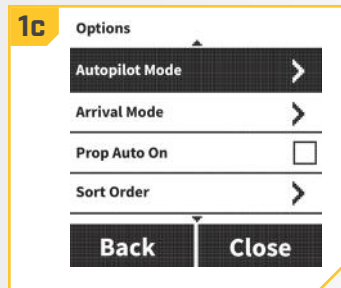 1c
Options
Autopilot Mode
Arrival Mode
Prop Auto On
Sort Order
Back Close